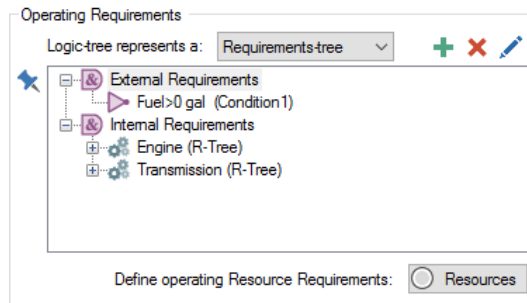 Operating Requirements
Logic-tree represents a: Requirements-tree
& External Requirements
Fuel>0 gal (Condition1)
& Internal Requirements
Engine (R-Tree)
Transmission (R-Tree)
Define operating Resource Requirements: Resources